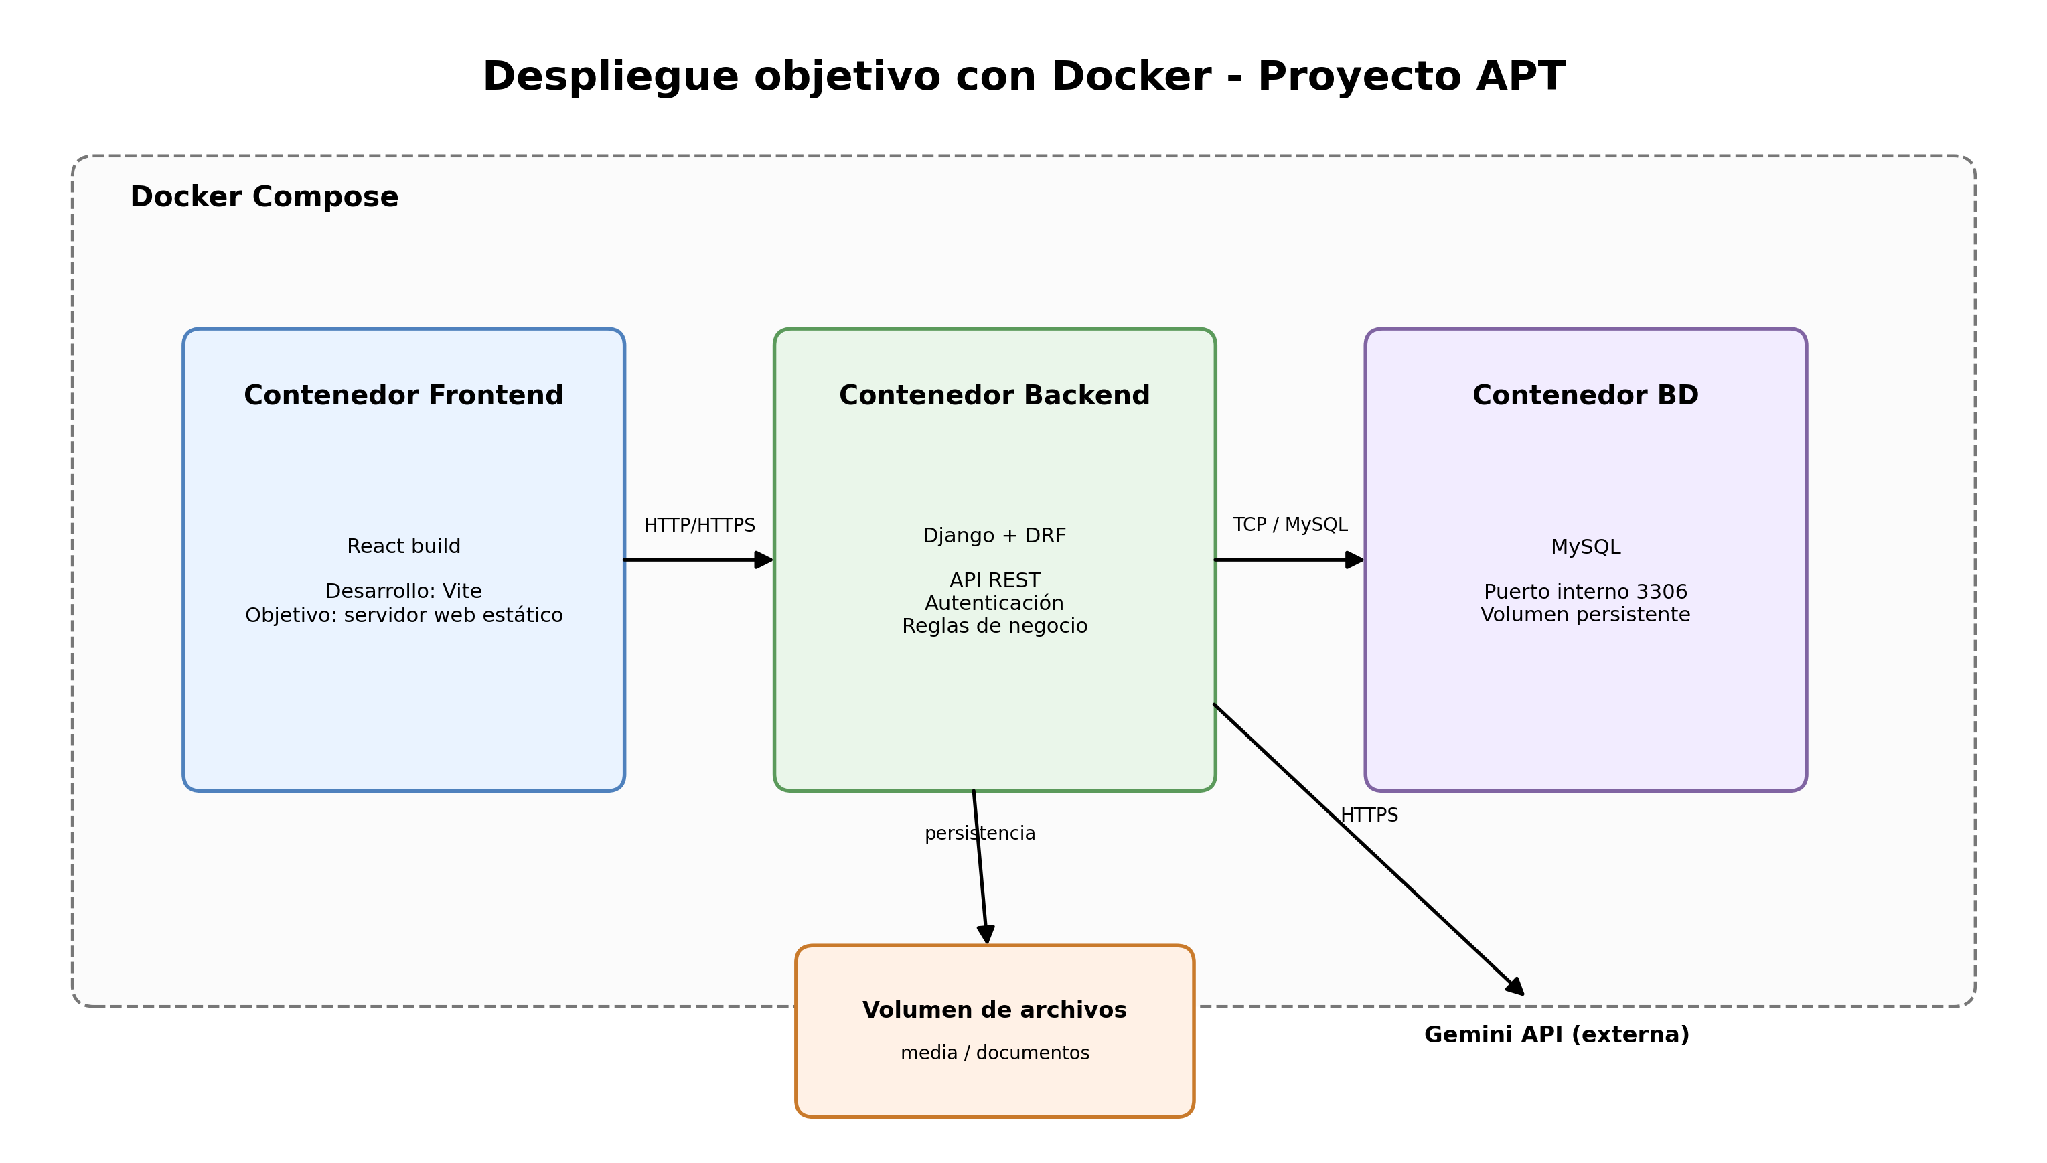 Despliegue objetivo con Docker - Proyecto APT
Docker Compose
Contenedor Frontend
React build
Desarrollo: Vite
Objetivo: servidor web estático
HTTP/HTTPS
Contenedor Backend
Django + DRF
API REST
Autenticación
Reglas de negocio
TCP / MySQL
Contenedor BD
MySQL
Puerto interno 3306
Volumen persistente
persistencia
HTTPS
Volumen de archivos
media / documentos
Gemini API (externa)